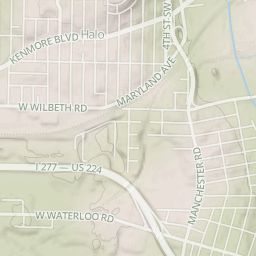 KENMORE BLVD
Halo
4TH ST SW
MARYLAND AVE
W WILBETH RD
I 277 — US 224
MANCHESTER RD
W WATERLOO RD